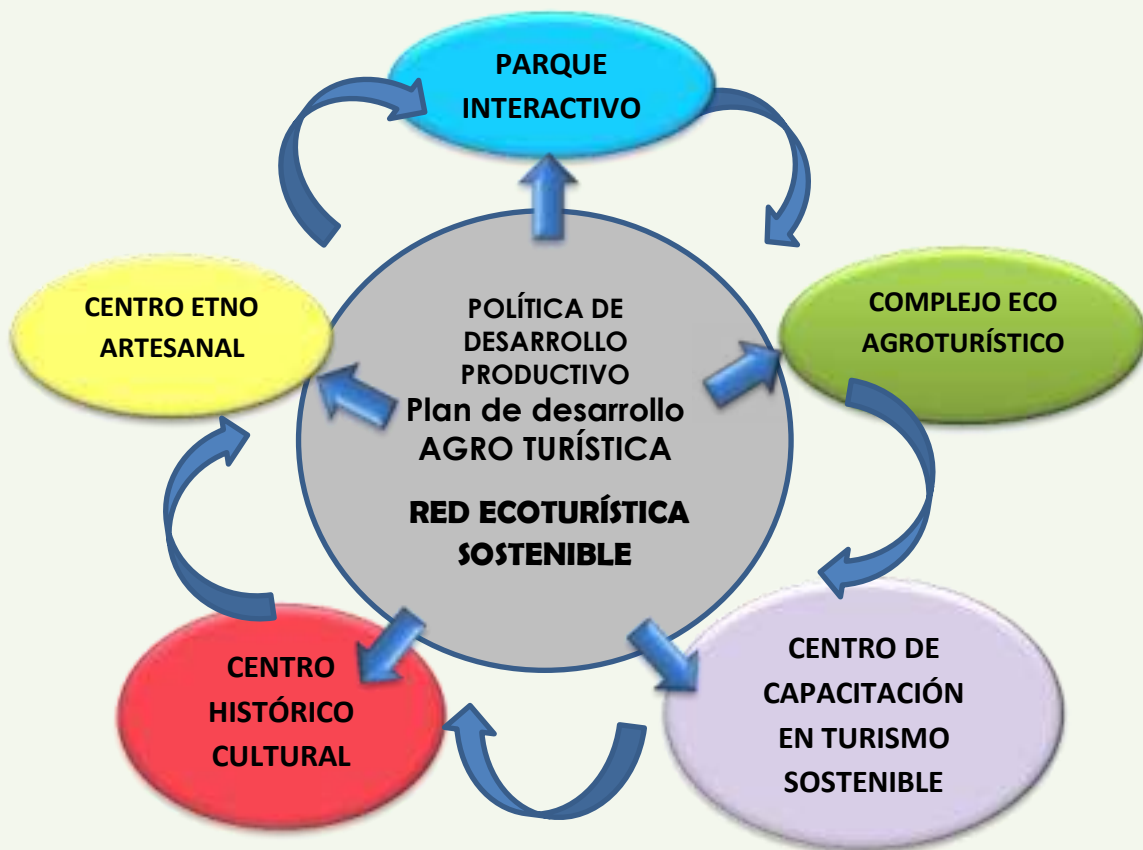 PARQUE
INTERACTIVO
CENTRO ETNO
ARTESANAL
COMPLEJO ECO
AGROTURÍSTICO
POLÍTICA DE
DESARROLLO
PRODUCTIVO
Plan de desarrollo
AGRO TURÍSTICA
RED ECOTURÍSTICA
SOSTENIBLE
CENTRO
HISTÓRICO
CULTURAL
CENTRO DE
CAPACITACIÓN
EN TURISMO
SOSTENIBLE